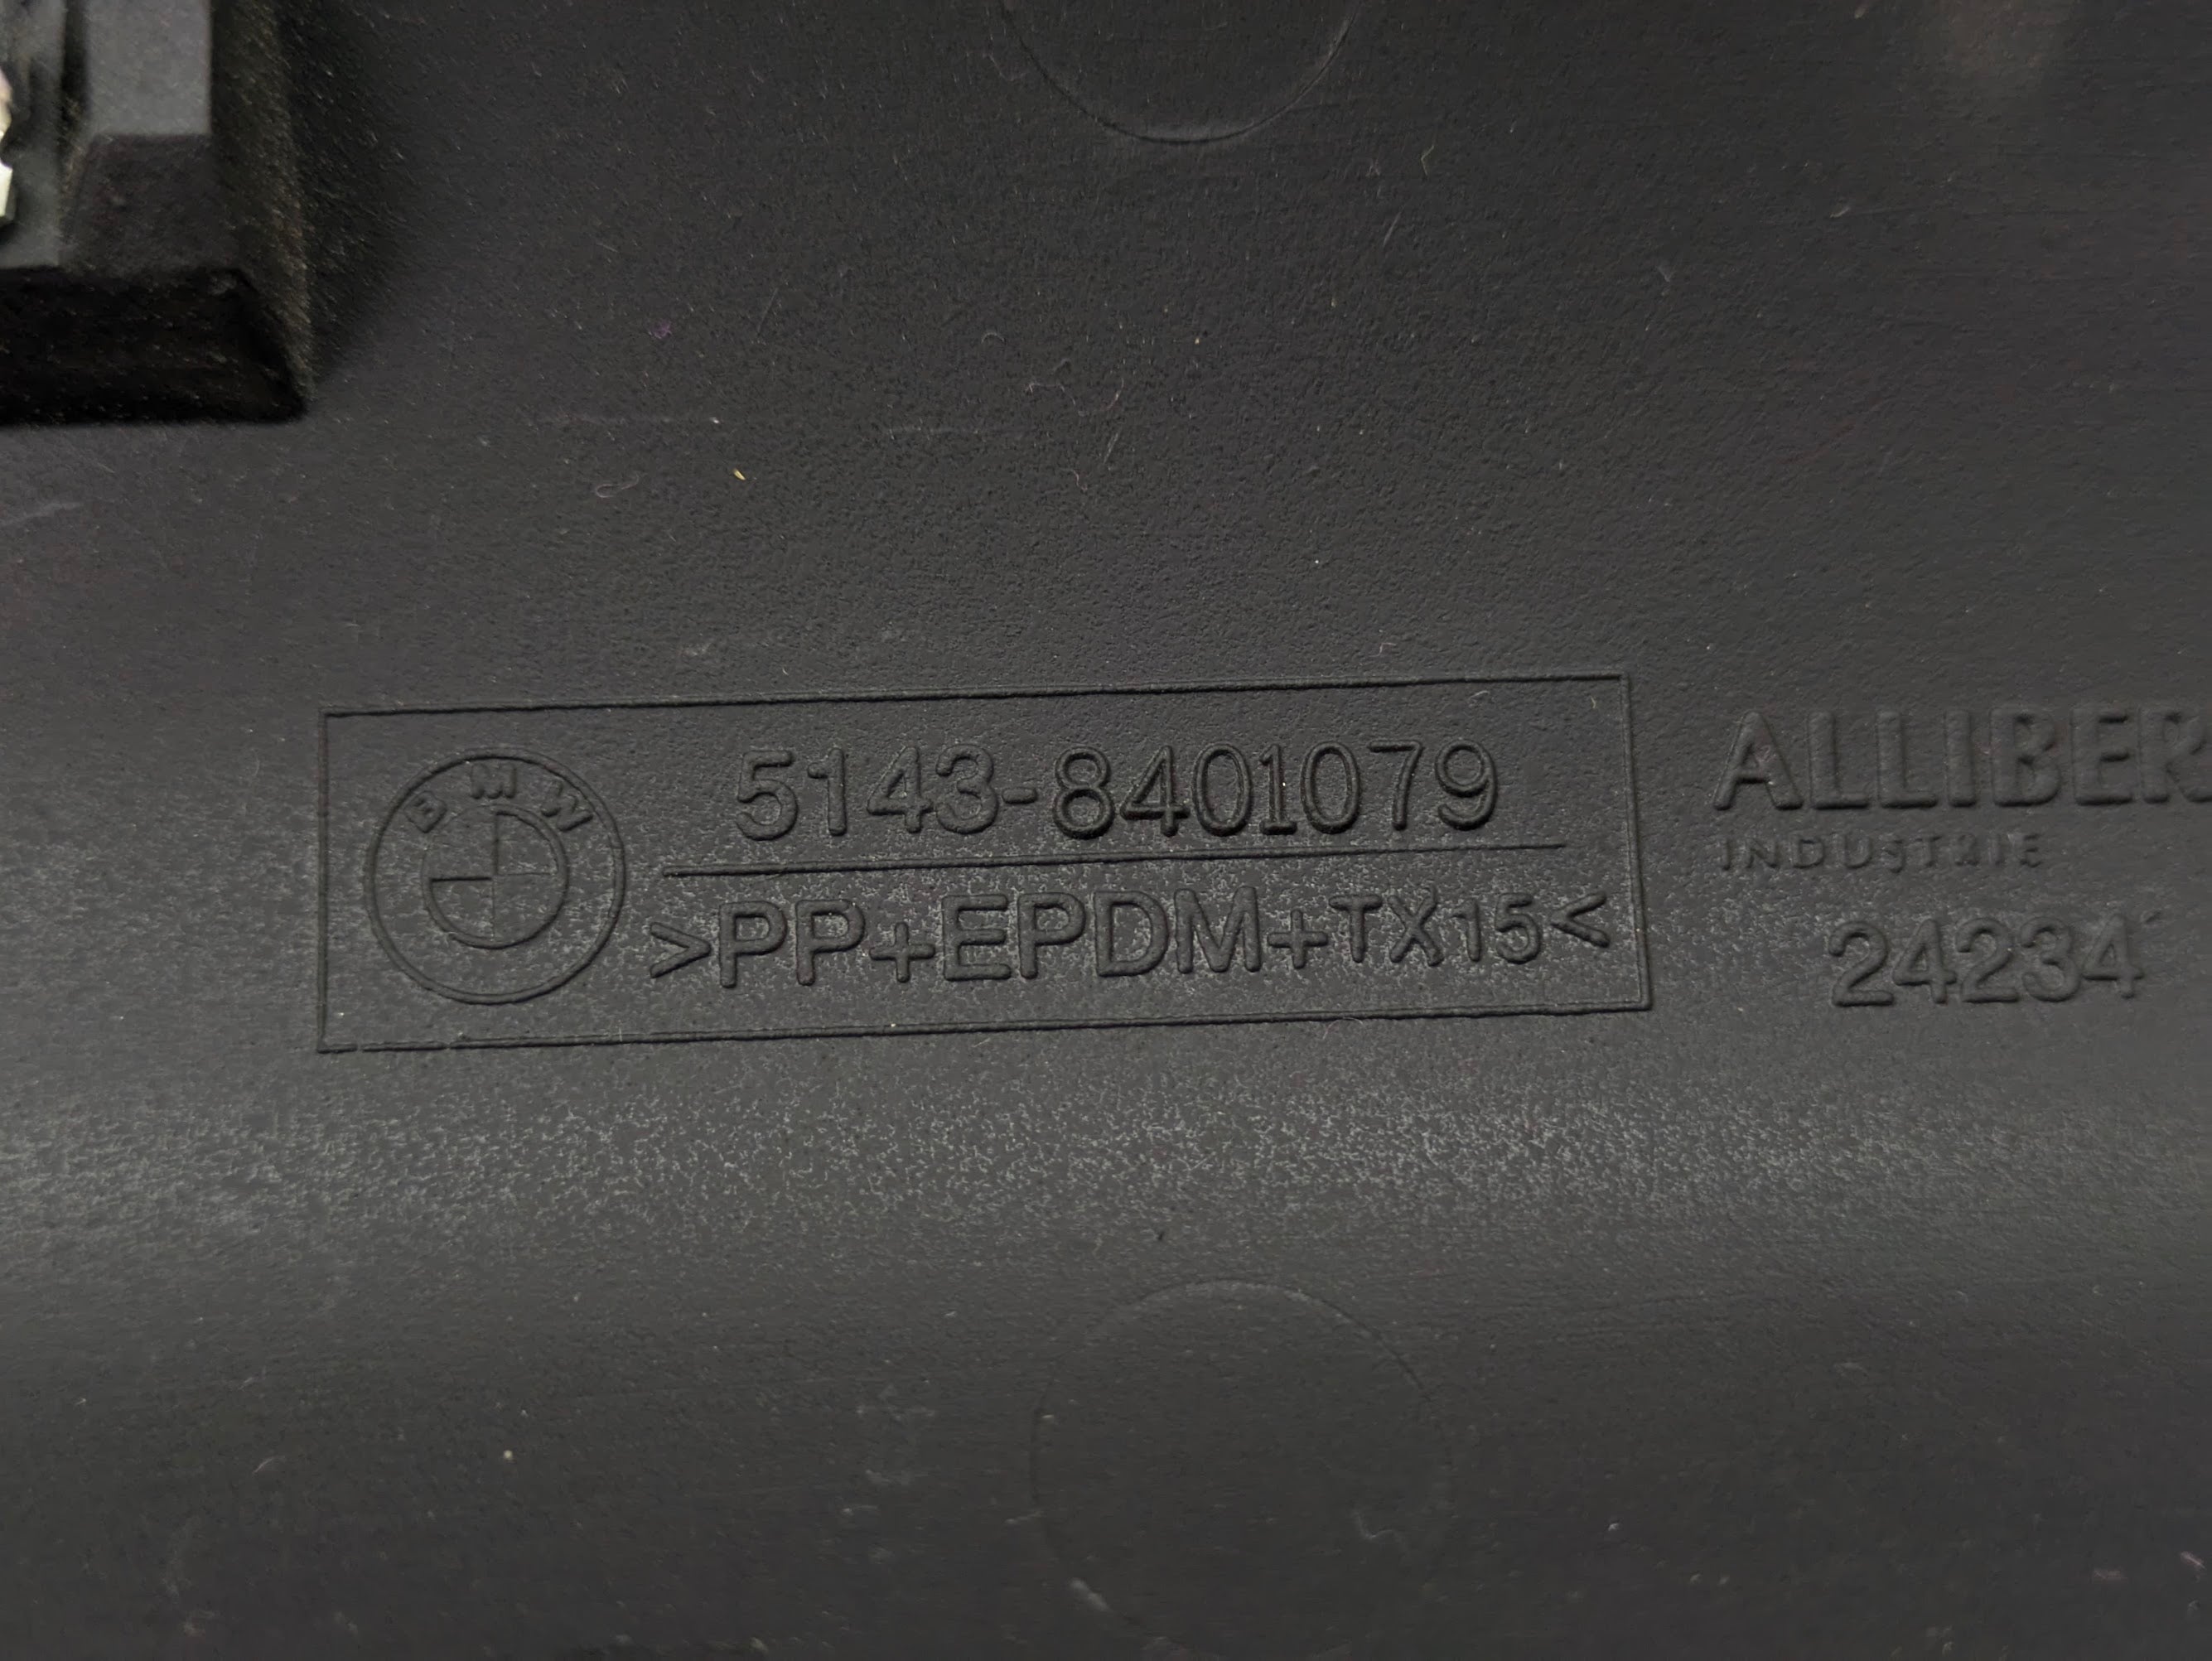 BMW
5143-8401079
>PP+EPDM+TX15<
ALLIBER
INDUSTRIE
24234